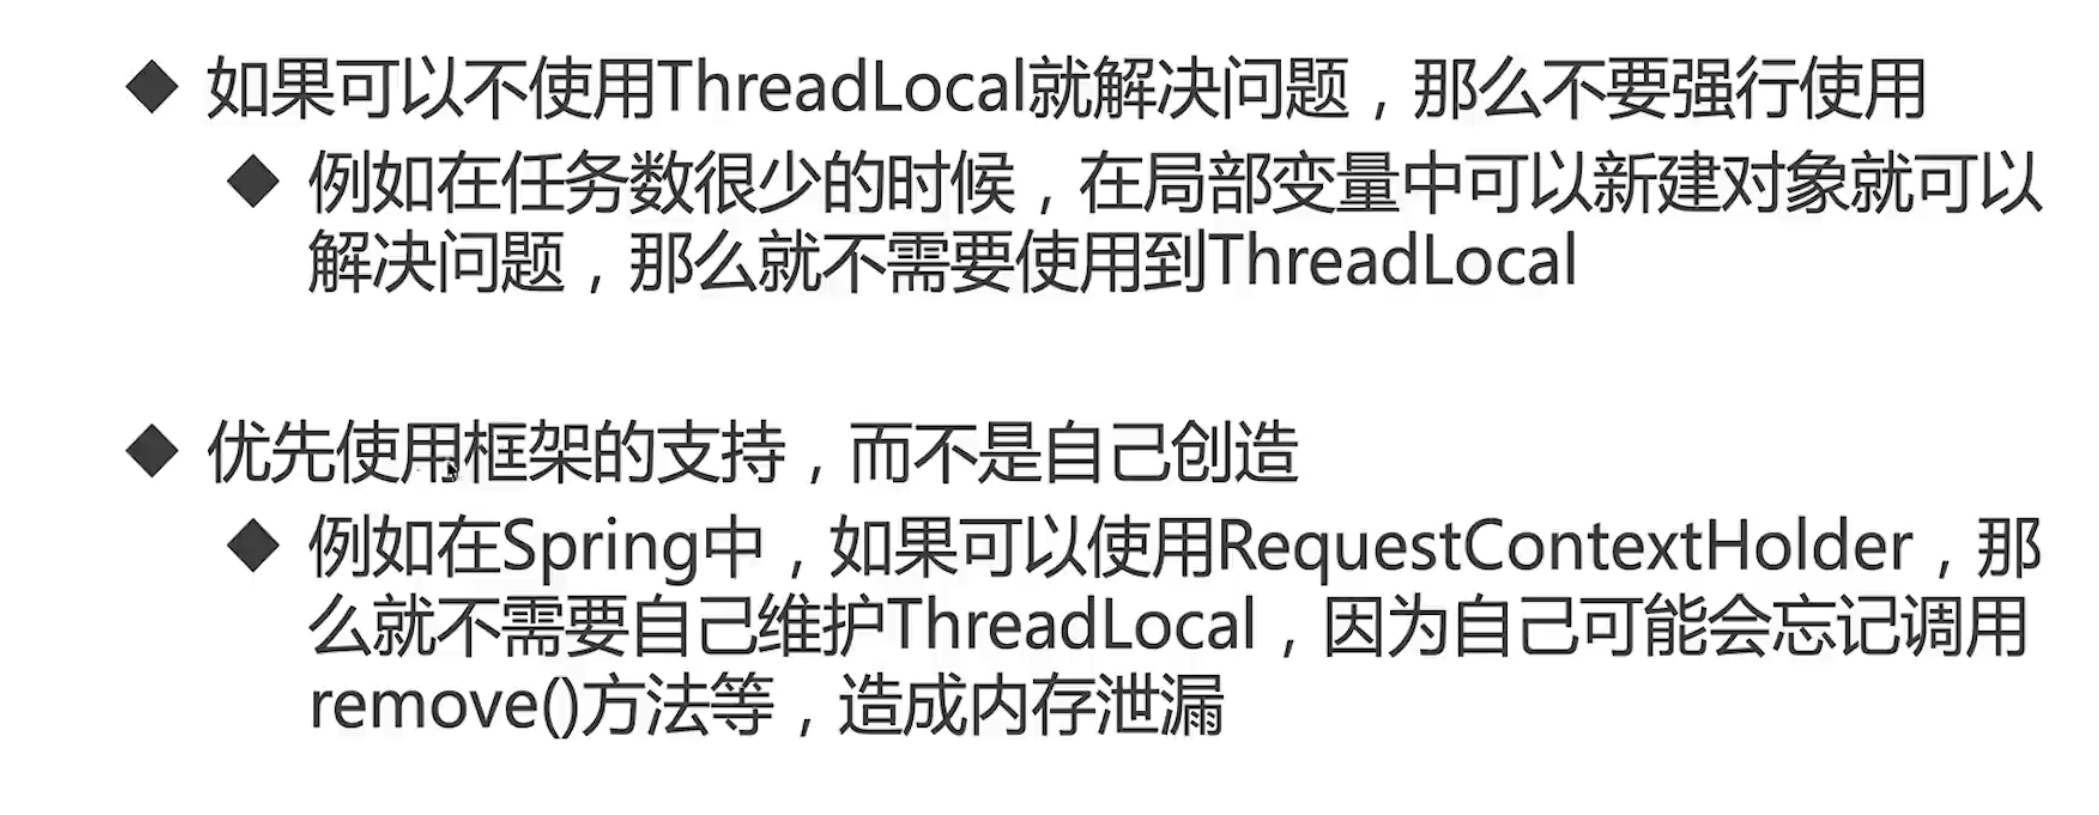 ◆ 如果可以不使用ThreadLocal就解决问题，那么不要强行使用
◆ 例如在任务数很少的时候，在局部变量中可以新建对象就可以
解决问题，那么就不需要使用到ThreadLocal
◆ 优先使用框架的支持，而不是自己创造
◆ 例如在Spring中，如果可以使用RequestContextHolder，那
么就不需要自己维护ThreadLocal，因为自己可能会忘记调用
remove()方法等，造成内存泄漏